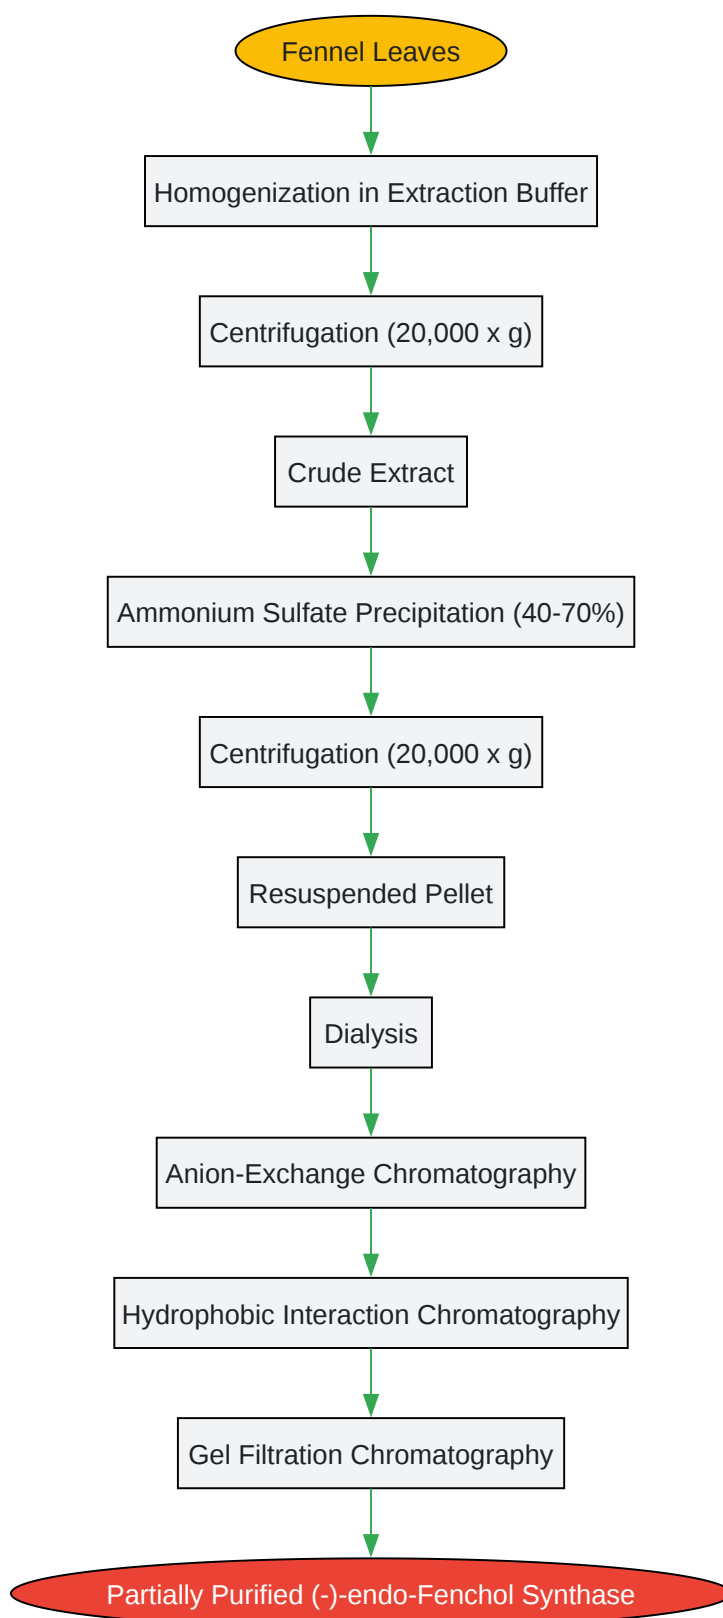 Fennel Leaves
Homogenization in Extraction Buffer
Centrifugation (20,000 x g)
Crude Extract
Ammonium Sulfate Precipitation (40-70%)
Centrifugation (20,000 x g)
Resuspended Pellet
Dialysis
Anion-Exchange Chromatography
Hydrophobic Interaction Chromatography
Gel Filtration Chromatography
Partially Purified (-)-endo-Fenchol Synthase